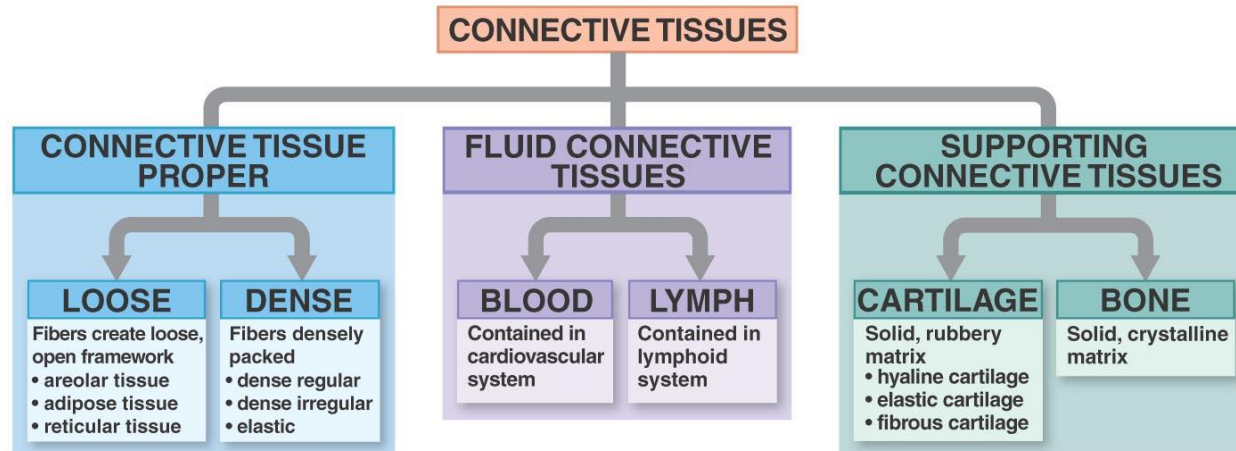 CONNECTIVE TISSUES
CONNECTIVE TISSUE
PROPER
LOOSE
Fibers create loose,
open framework
• areolar tissue
• adipose tissue
• reticular tissue
DENSE
Fibers densely
packed
• dense regular
• dense irregular
• elastic
FLUID CONNECTIVE
TISSUES
BLOOD
Contained in
cardiovascular
system
LYMPH
Contained in
lymphoid
system
SUPPORTING
CONNECTIVE TISSUES
CARTILAGE
Solid, rubbery
matrix
• hyaline cartilage
• elastic cartilage
• fibrous cartilage
BONE
Solid, crystalline
matrix